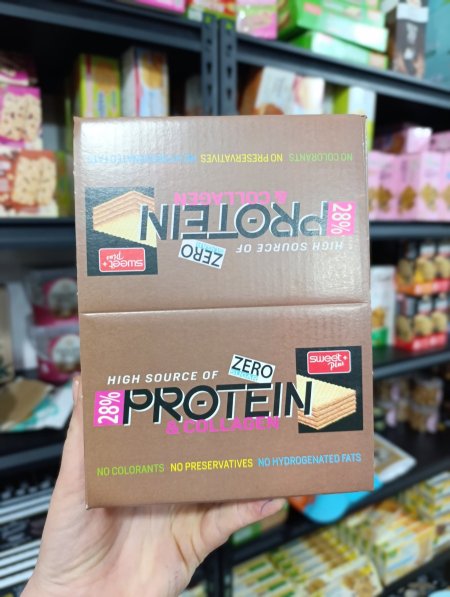 NO COLORANTS NO PRESERVATIVES NO HYDROGENATED FATS
& COLLAGEN
28% PROTEIN
HIGH SOURCE OF ZERO
sweet+
plus
HIGH SOURCE OF ZERO
sweet+
plus
28% PROTEIN
& COLLAGEN
NO COLORANTS NO PRESERVATIVES NO HYDROGENATED FATS